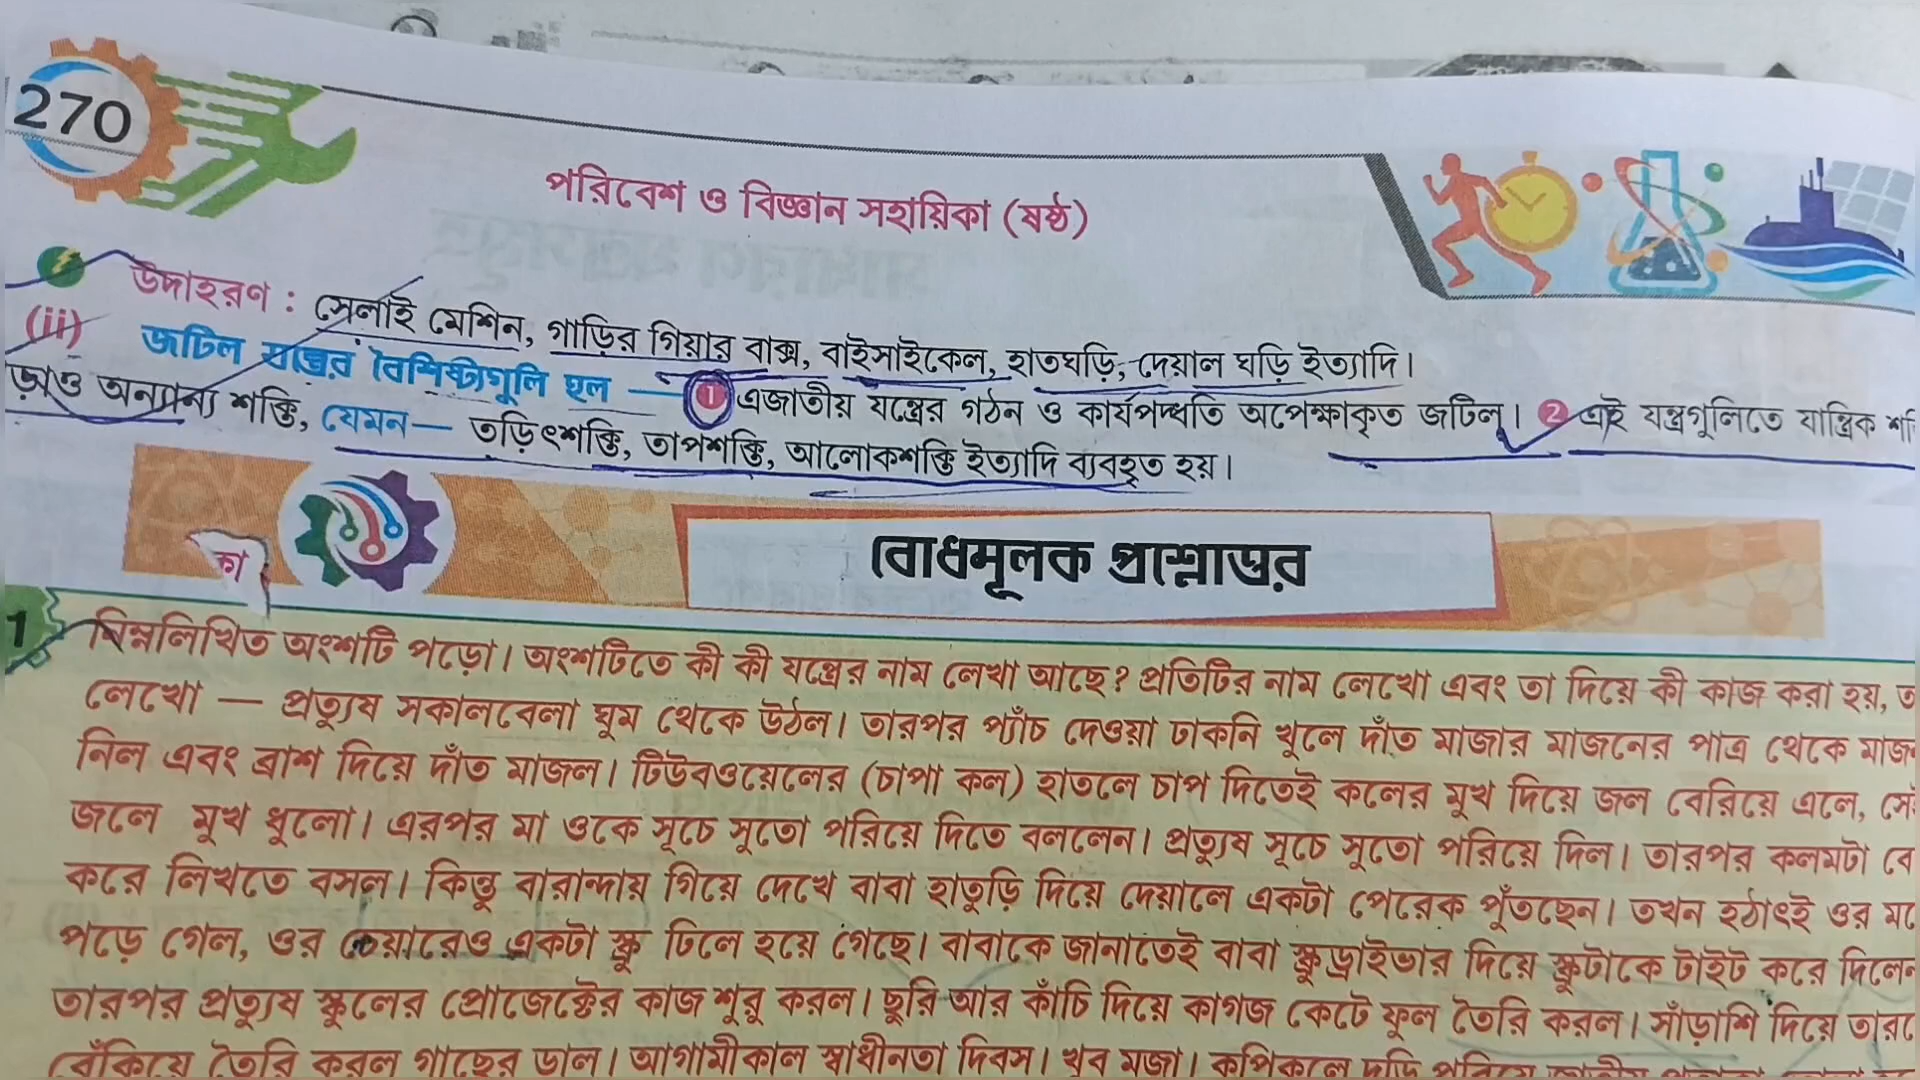 270
পরিবেশ ও বিজ্ঞান সহায়িকা (ষষ্ঠ)
উদাহরণ : সেলাই মেশিন, গাড়ির গিয়ার বাক্স, বাইসাইকেল, হাতঘড়ি, দেয়াল ঘড়ি ইত্যাদি।
(ii) জটিল যন্ত্রের বৈশিষ্ট্যগুলি হল — 1 এজাতীয় যন্ত্রের গঠন ও কার্যপদ্ধতি অপেক্ষাকৃত জটিল। 2 এই যন্ত্রগুলিতে যান্ত্রিক
অন্যান্য শক্তি, যেমন— তড়িৎশক্তি, তাপশক্তি, আলোকশক্তি ইত্যাদি ব্যবহৃত হয়।
কা
বোধমূলক প্রশ্নোত্তর
1 নিম্নলিখিত অংশটি পড়ো। অংশটিতে কী কী যন্ত্রের নাম লেখা আছে? প্রতিটির নাম লেখো এবং তা দিয়ে কী কাজ করা হয়,
লেখো — প্রত্যুষ সকালবেলা ঘুম থেকে উঠল। তারপর প্যাঁচ দেওয়া ঢাকনি খুলে দাঁত মাজার মাজনের পাত্র থেকে
নিল এবং ব্রাশ দিয়ে দাঁত মাজল। টিউবওয়েলের (চাপা কল) হাতলে চাপ দিতেই কলের মুখ দিয়ে জল বেরিয়ে এলে,
জলে মুখ ধুলো। এরপর মা ওকে সূচে সুতো পরিয়ে দিতে বললেন। প্রত্যুষ সূচে সুতো পরিয়ে দিল। তারপর কলমটা
করে লিখতে বসল। কিন্তু বারান্দায় গিয়ে দেখে বাবা হাতুড়ি দিয়ে দেয়ালে একটা পেরেক পুঁতছেন। তখন হঠাৎই ওর
পড়ে গেল, ওর চেয়ারেও একটা স্ক্রু ঢিলে হয়ে গেছে। বাবাকে জানাতেই বাবা স্ক্রুড্রাইভার দিয়ে স্ক্রুটাকে টাইট করে
তারপর প্রত্যুষ স্কুলের প্রোজেক্টের কাজ শুরু করল। ছুরি আর কাঁচি দিয়ে কাগজ কেটে ফুল তৈরি করল। সাঁড়াশি দিয়ে
বেঁকিয়ে তৈরি করল গাছের ডাল। আগামীকাল স্বাধীনতা দিবস। খুব মজা। কপিকলে দড়ি পরিয়ে